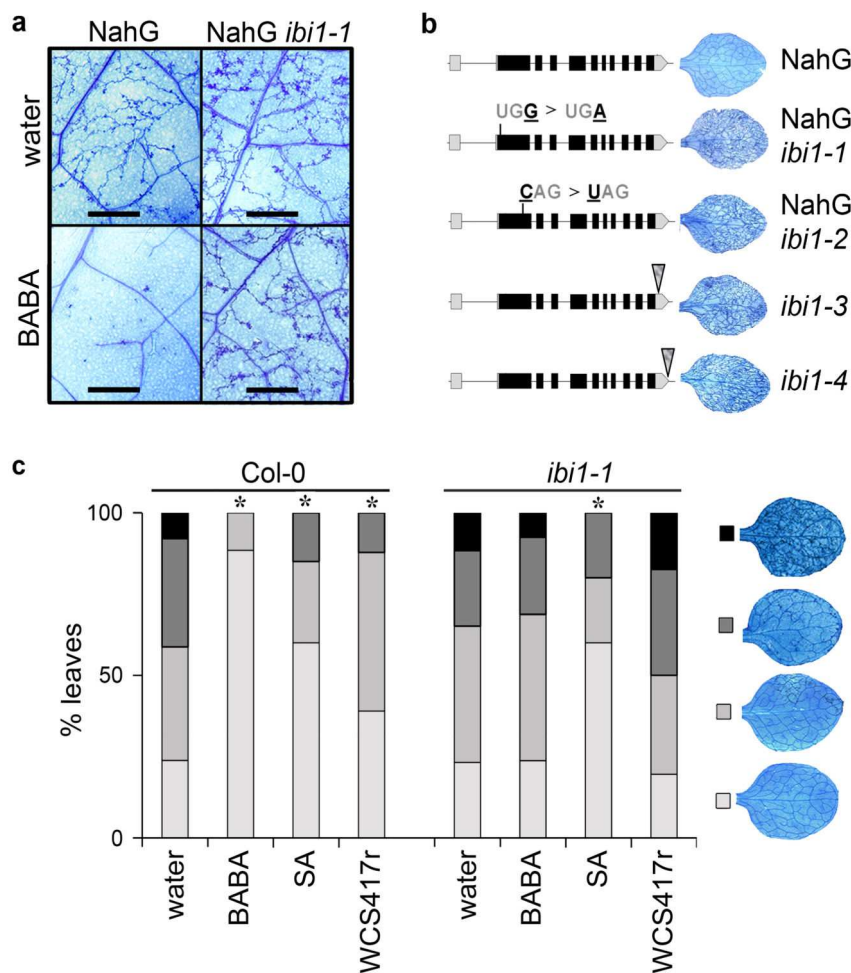 a
NahG
NahG ibi1-1
water
BABA
b
NahG
UGG > UGA
NahG
ibi1-1
CAG > UAG
NahG
ibi1-2
ibi1-3
ibi1-4
c
Col-0
ibi1-1
* * *
*
% leaves
100
50
0
water
BABA
SA
WCS417r
water
BABA
SA
WCS417r